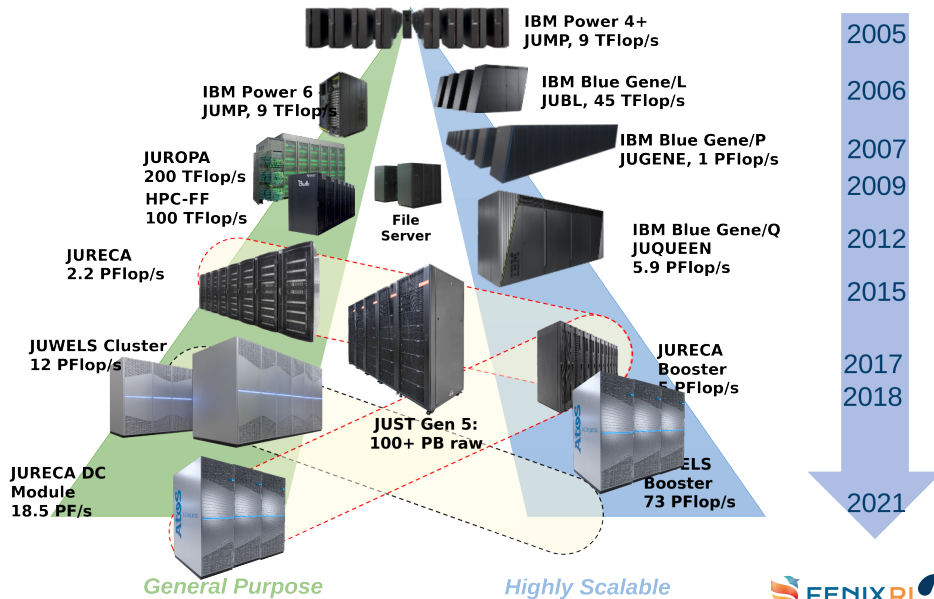 IBM Power 4+
JUMP, 9 TFlop/s
2005
IBM Power 6
JUMP, 9 TFlop/s
IBM Blue Gene/L
JUBL, 45 TFlop/s
2006
JUROPA
200 TFlop/s
HPC-FF
100 TFlop/s
IBM Blue Gene/P
JUGENE, 1 PFlop/s
2007
2009
File
Server
IBM Blue Gene/Q
JUQUEEN
5.9 PFlop/s
2012
JURECA
2.2 PFlop/s
2015
JUWELS Cluster
12 PFlop/s
JURECA
Booster
5 PFlop/s
2017
2018
JUST Gen 5:
100+ PB raw
JURECA DC
Module
18.5 PF/s
Atos
Atos
Booster
73 PFlop/s
2021
General Purpose
Highly Scalable
FENIX RI